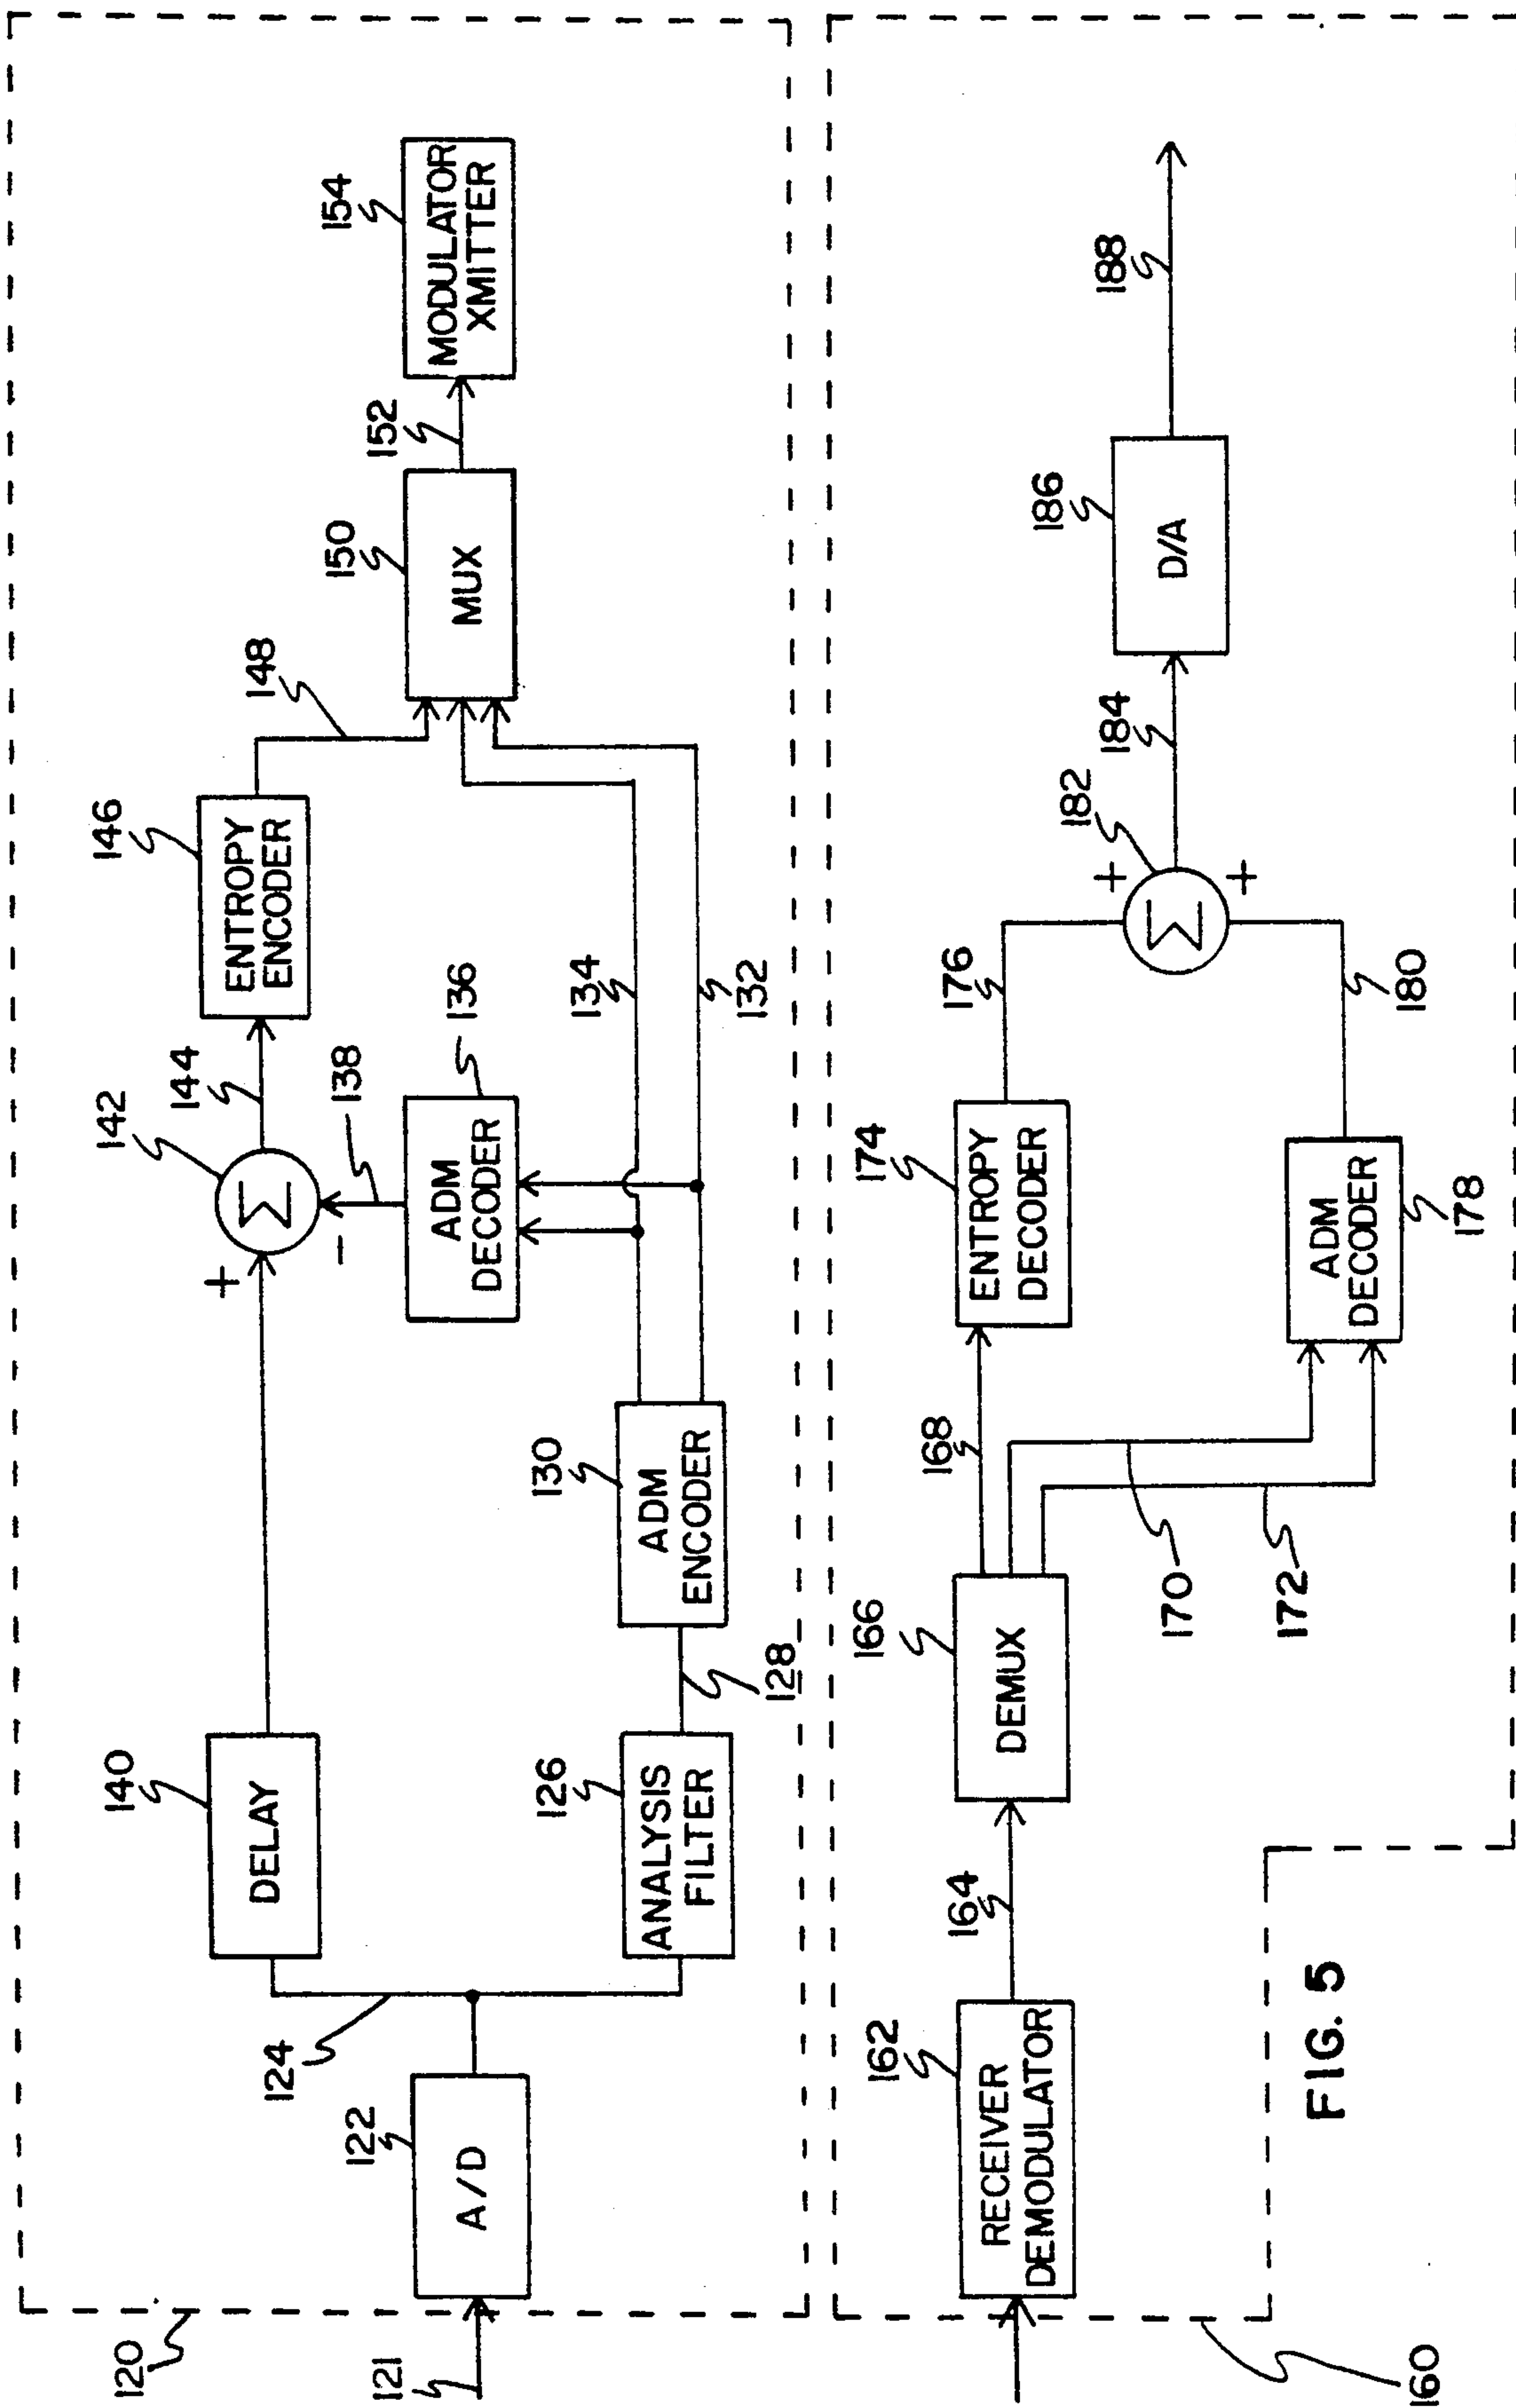 120
121
122
A/D
124
140
DELAY
126
ANALYSIS
FILTER
128
130
ADM
ENCODER
+
142
Σ
−
138
144
136
ADM
DECODER
134
132
146
ENTROPY
ENCODER
148
150
MUX
152
154
MODULATOR
XMITTER
160
162
RECEIVER
DEMODULATOR
164
166
DEMUX
168
170
172
174
ENTROPY
DECODER
176
178
ADM
DECODER
180
182
+
Σ
+
184
186
D/A
188
FIG. 5